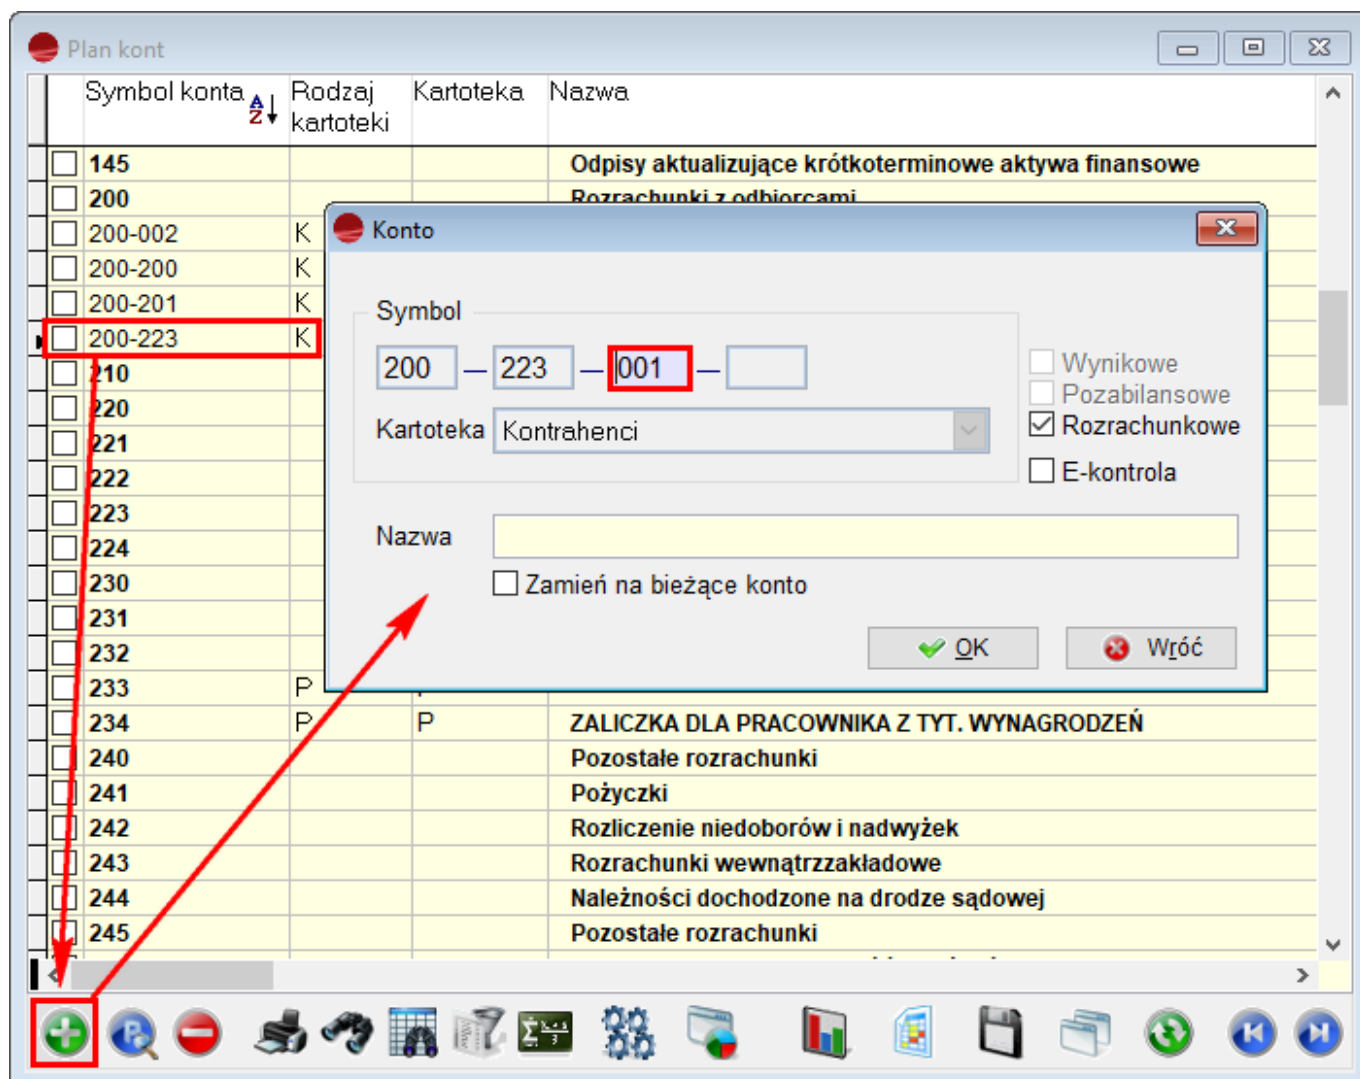 Plan kont
Symbol konta Rodzaj kartoteki Kartoteka Nazwa
145 Odpisy aktualizujące krótkoterminowe aktywa finansowe
200 Rozrachunki z odbiorcami
200-002 K
200-200 K
200-201 K
200-223 K
210
220
221
222
223
224
230
231
232
233 P
234 P P ZALICZKA DLA PRACOWNIKA Z TYT. WYNAGRODZEŃ
240 Pozostałe rozrachunki
241 Pożyczki
242 Rozliczenie niedoborów i nadwyżek
243 Rozrachunki wewnątrzzakładowe
244 Należności dochodzone na drodze sądowej
245 Pozostałe rozrachunki
Konto
Symbol
200 — 223 — 001 —
Kartoteka Kontrahenci
Wynikowe
Pozabilansowe
Rozrachunkowe
E-kontrola
Nazwa
Zamień na bieżące konto
OK Wróć